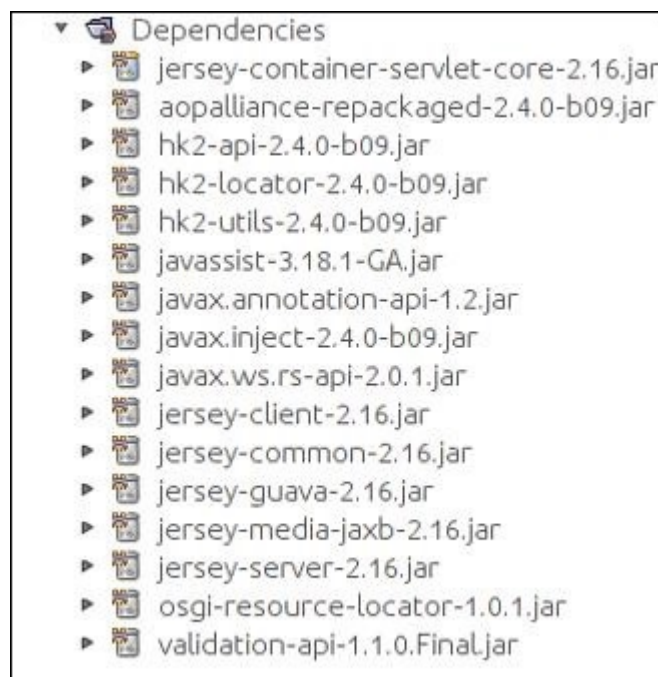 Dependencies
jersey-container-servlet-core-2.16.jar
aopalliance-repackaged-2.4.0-b09.jar
hk2-api-2.4.0-b09.jar
hk2-locator-2.4.0-b09.jar
hk2-utils-2.4.0-b09.jar
javassist-3.18.1-GA.jar
javax.annotation-api-1.2.jar
javax.inject-2.4.0-b09.jar
javax.ws.rs-api-2.0.1.jar
jersey-client-2.16.jar
jersey-common-2.16.jar
jersey-guava-2.16.jar
jersey-media-jaxb-2.16.jar
jersey-server-2.16.jar
osgi-resource-locator-1.0.1.jar
validation-api-1.1.0.Final.jar